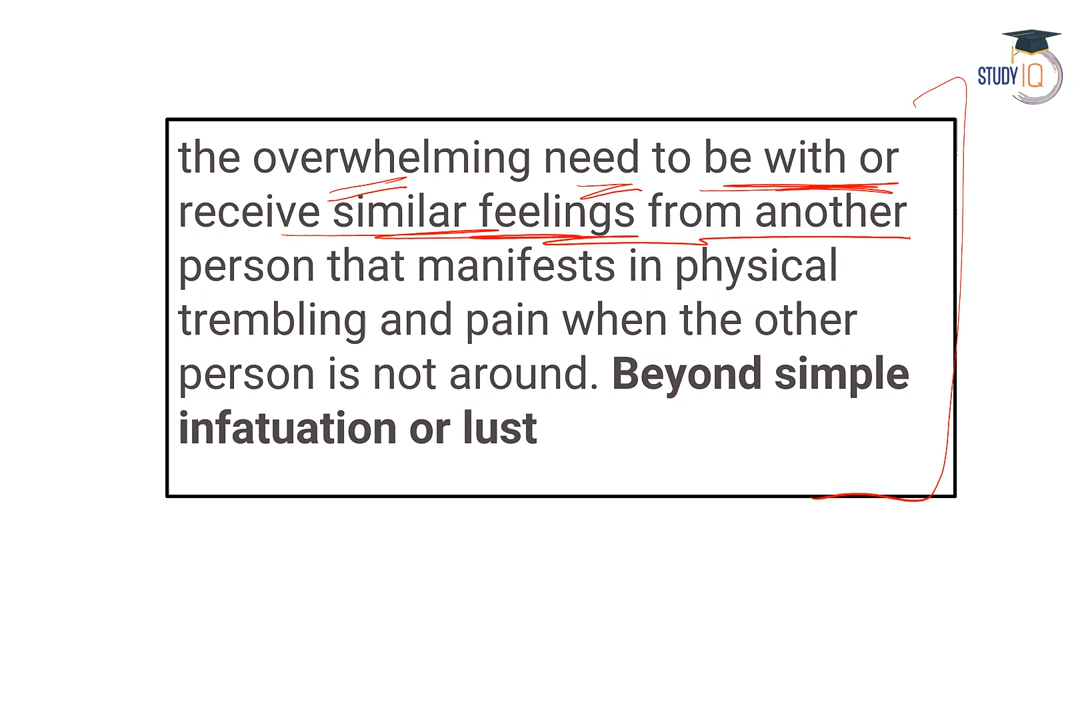 STUDY IQ
the overwhelming need to be with or
receive similar feelings from another
person that manifests in physical
trembling and pain when the other
person is not around. Beyond simple
infatuation or lust